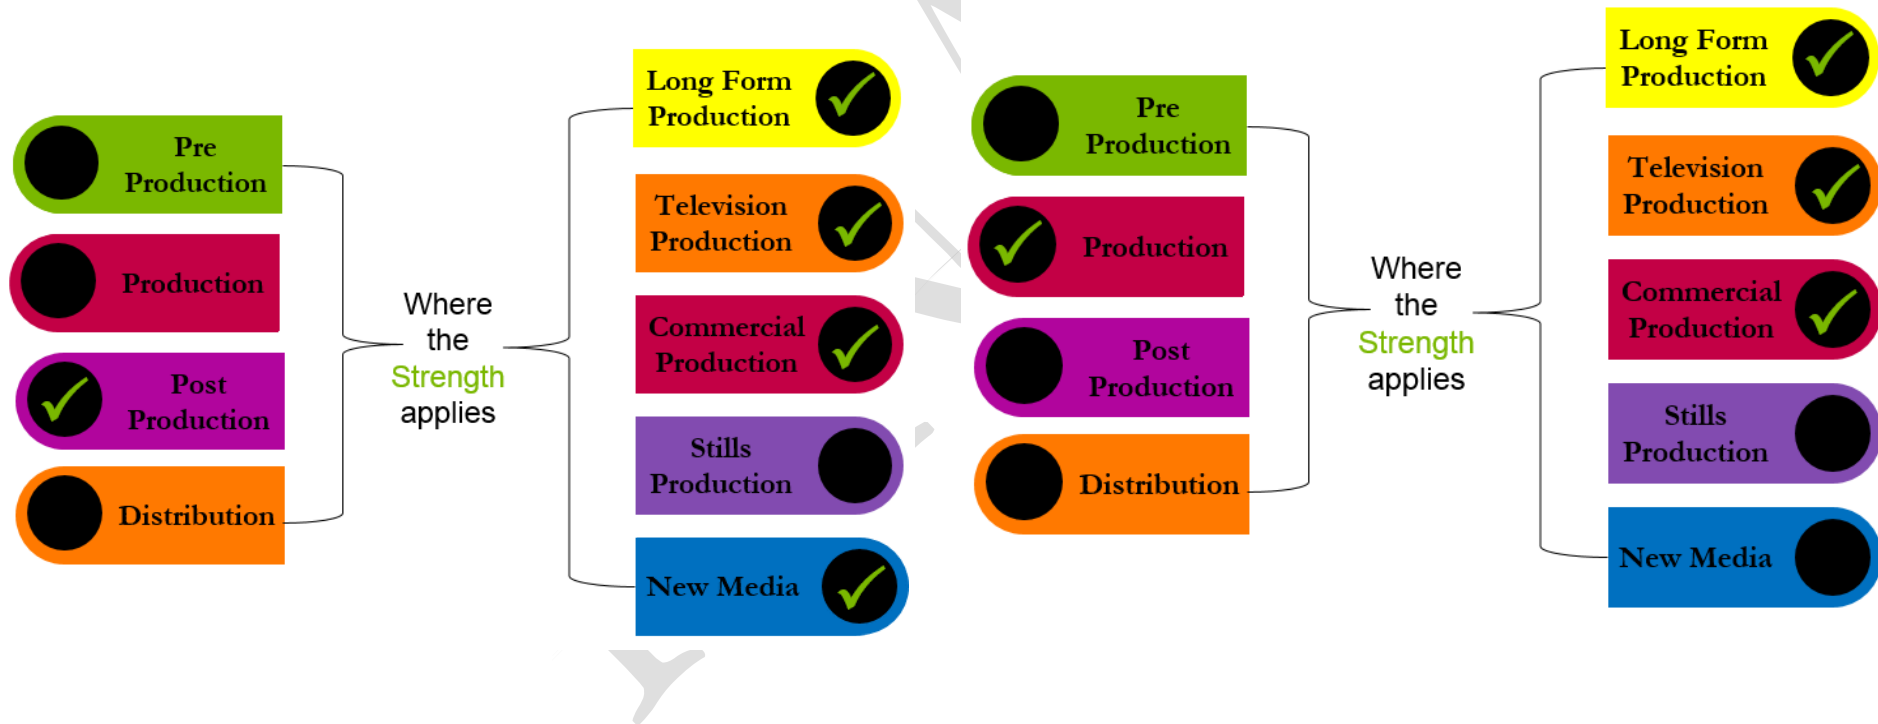 Pre
Production
Production
Post
Production
Distribution
Where
the
Strength
applies
Long Form
Production
Television
Production
Commercial
Production
Stills
Production
New Media
Pre
Production
Production
Post
Production
Distribution
Where
the
Strength
applies
Long Form
Production
Television
Production
Commercial
Production
Stills
Production
New Media